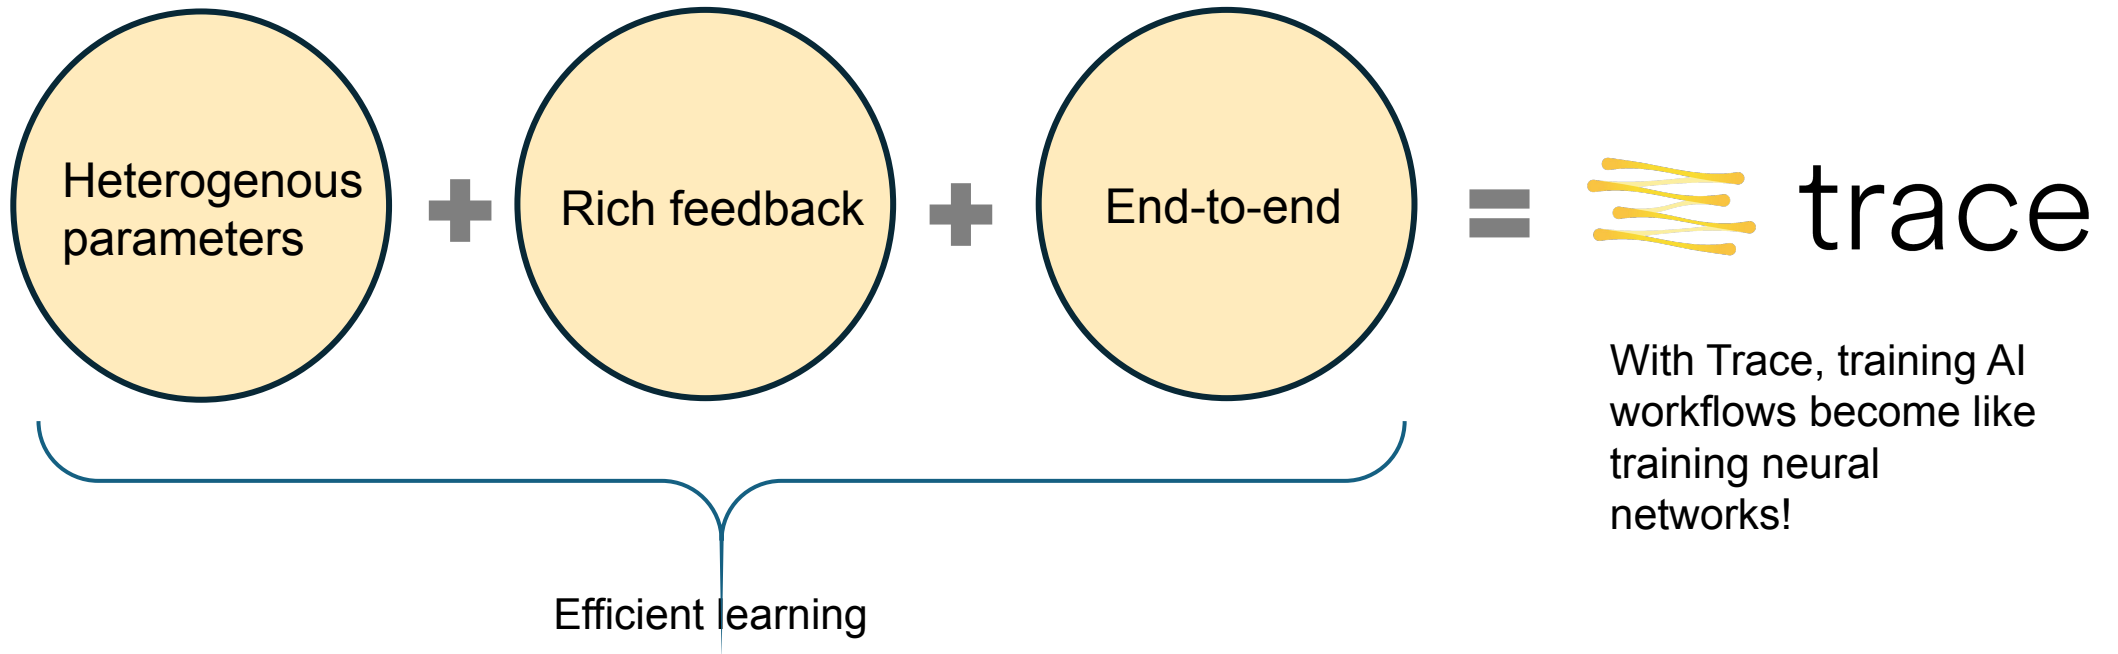 Heterogenous
parameters
Rich feedback
End-to-end
trace
With Trace, training AI
workflows become like
training neural
networks!
Efficient learning